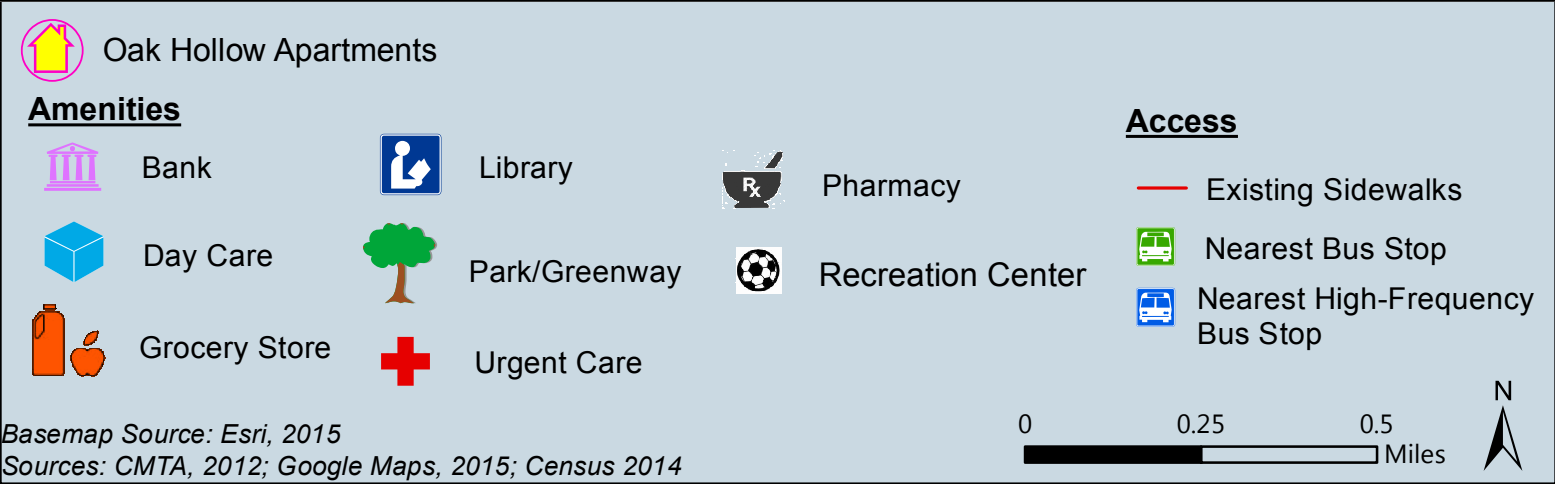 Oak Hollow Apartments
Amenities
Bank
Day Care
Grocery Store
Library
Park/Greenway
Urgent Care
Rx
Pharmacy
Recreation Center
Access
Existing Sidewalks
Nearest Bus Stop
Nearest High-Frequency
Bus Stop
Basemap Source: Esri, 2015
Sources: CMTA, 2012; Google Maps, 2015; Census 2014
0 0.25 0.5
Miles
N